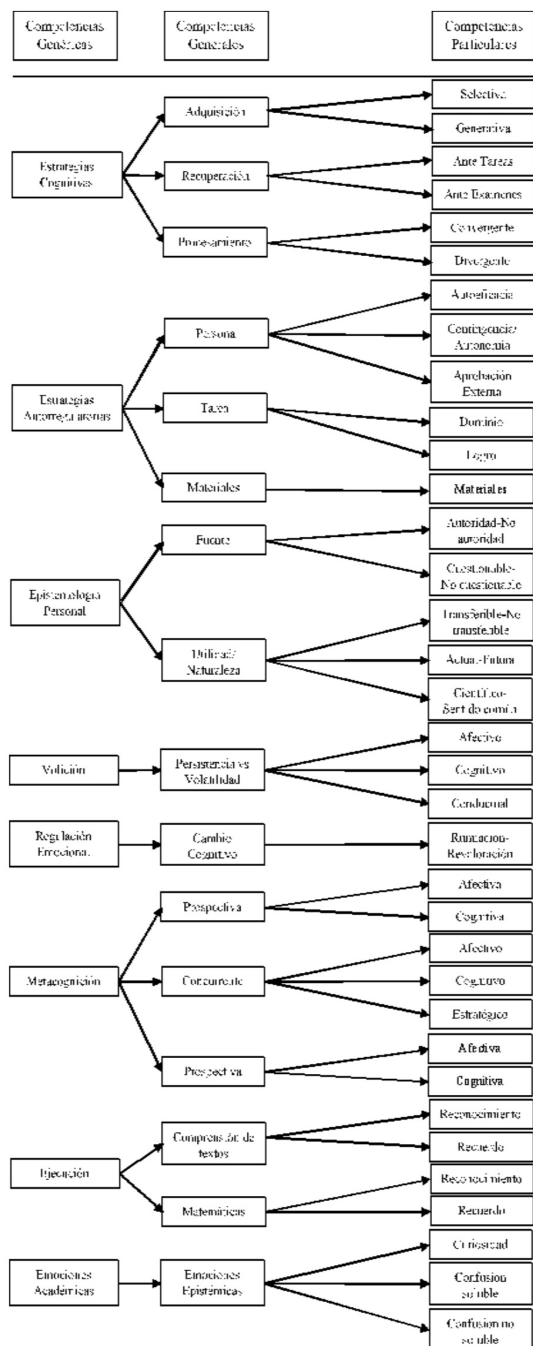 Competencias
Genéricas
Competencias
Generales
Competencias
Particulares
Estrategias
Cognitivas
Adquisición
Selectiva
Generativa
Recuperación
Ante Tareas
Ante Exámenes
Procesamiento
Convergente
Divergente
Estrategias
Autorregulatorias
Persona
Autoeficacia
Contingencia/
Autonomía
Aprobación
Externa
Tarea
Dominio
Logro
Materiales
Materiales
Epistemología
Personal
Fuente
Autoridad-No
autoridad
Cuestionable-
No cuestionable
Utilidad/
Naturaleza
Transferible-No
transferible
Actual-Futura
Científico-
Sentido común
Volición
Persistencia vs
Volatilidad
Afectivo
Cognitivo
Conductual
Regulación
Emocional
Cambio
Cognitivo
Rumiación-
Revaloración
Metacognición
Prospectiva
Afectiva
Cognitiva
Concurrente
Afectivo
Cognitivo
Estratégico
Prospectiva
Afectiva
Cognitiva
Ejecución
Comprensión de
textos
Reconocimiento
Recuerdo
Matemáticas
Reconocimiento
Recuerdo
Emociones
Académicas
Emociones
Epistémicas
Curiosidad
Confusión
soluble
Confusión no
soluble